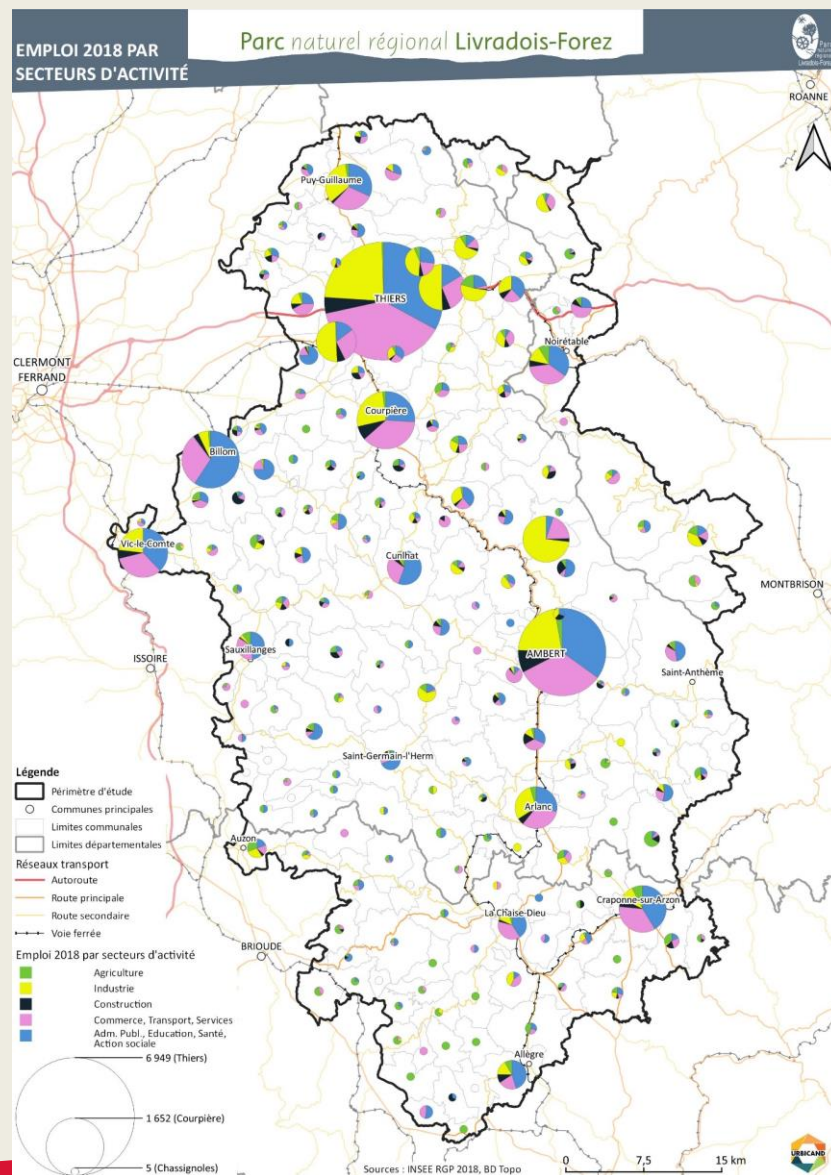 EMPLOI 2018 PAR
SECTEURS D'ACTIVITÉ
Parc naturel régional Livradois-Forez
Parc
naturel
régional
Livradois-Forez
ROANNE
Puy-Guillaume
THIERS
CLERMONT
FERRAND
Noirétable
Courpière
Billom
Vic-le-Comte
Cunlhat
MONTBRISON
AMBERT
Sauxillanges
ISSOIRE
Saint-Anthème
Saint-Germain-l'Herm
Arlanc
Auzon
Craponne-sur-Arzon
La Chaise-Dieu
BRIOUDE
Allègre
Légende
Périmètre d'étude
Communes principales
Limites communales
Limites départementales
Réseaux transport
Autoroute
Route principale
Route secondaire
Voie ferrée
Emploi 2018 par secteurs d'activité
Agriculture
Industrie
Construction
Commerce, Transport, Services
Adm. Publ., Education, Santé,
Action sociale
6 949 (Thiers)
1 652 (Courpière)
5 (Chassignoles)
Sources : INSEE RGP 2018, BD Topo
0 7,5 15 km
URBICAND